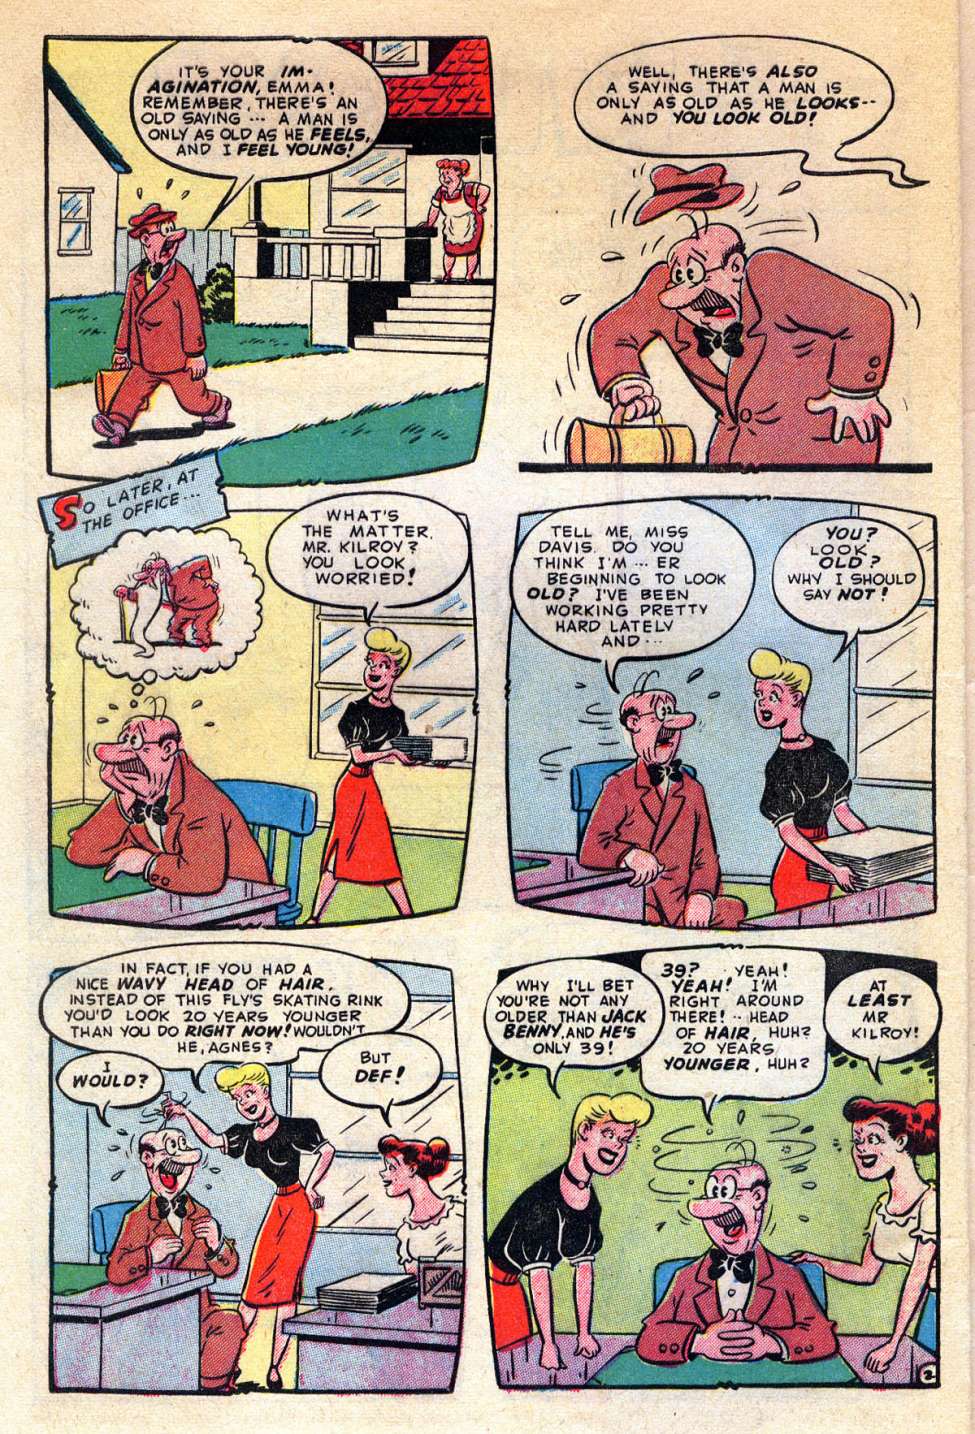 IT'S YOUR IM-
AGINATION, EMMA!
REMEMBER, THERE'S AN
OLD SAYING -- A MAN IS
ONLY AS OLD AS HE FEELS,
AND I FEEL YOUNG!
WELL, THERE'S ALSO
A SAYING THAT A MAN IS
ONLY AS OLD AS HE LOOKS--
AND YOU LOOK OLD!
SO LATER, AT
THE OFFICE...
WHAT'S
THE MATTER,
MR. KILROY?
YOU LOOK
WORRIED!
TELL ME, MISS
DAVIS. DO YOU
THINK I'M -- ER
BEGINNING TO LOOK
OLD? I'VE BEEN
WORKING PRETTY
HARD LATELY
AND --
YOU?
LOOK
OLD?
WHY I SHOULD
SAY NOT!
IN FACT, IF YOU HAD A
NICE WAVY HEAD OF HAIR,
INSTEAD OF THIS FLY'S SKATING RINK
YOU'D LOOK 20 YEARS YOUNGER
THAN YOU DO RIGHT NOW! WOULDN'T
HE, AGNES?
I
WOULD?
BUT
DEF!
WHY I'LL BET
YOU'RE NOT ANY
OLDER THAN JACK
BENNY, AND HE'S
ONLY 39!
39? YEAH!
YEAH! I'M
RIGHT AROUND
THERE! -- HEAD
OF HAIR, HUH?
20 YEARS
YOUNGER, HUH?
AT
LEAST
MR
KILROY!
2